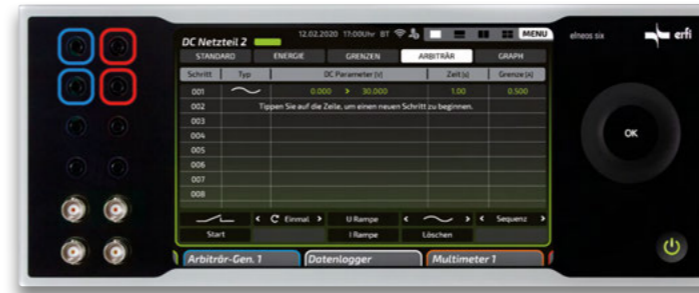 DC Netzteil 2 12.02.2020 17:00Uhr BT MENU
elneos six erfi
STANDARD ENERGIE GRENZEN ARBITRÄR GRAPH
Schritt Typ DC Parameter (V) Zeit (s) Grenze (A)
001 0.000 > 30.000 1.00 0.500
002 Tippen Sie auf die Zeile, um einen neuen Schritt zu beginnen.
003
004
005
006
007
008
OK
< Einmal > U Rampe < > < Sequenz >
Start I Rampe Löschen
Arbiträr-Gen. 1 Datenlogger Multimeter 1